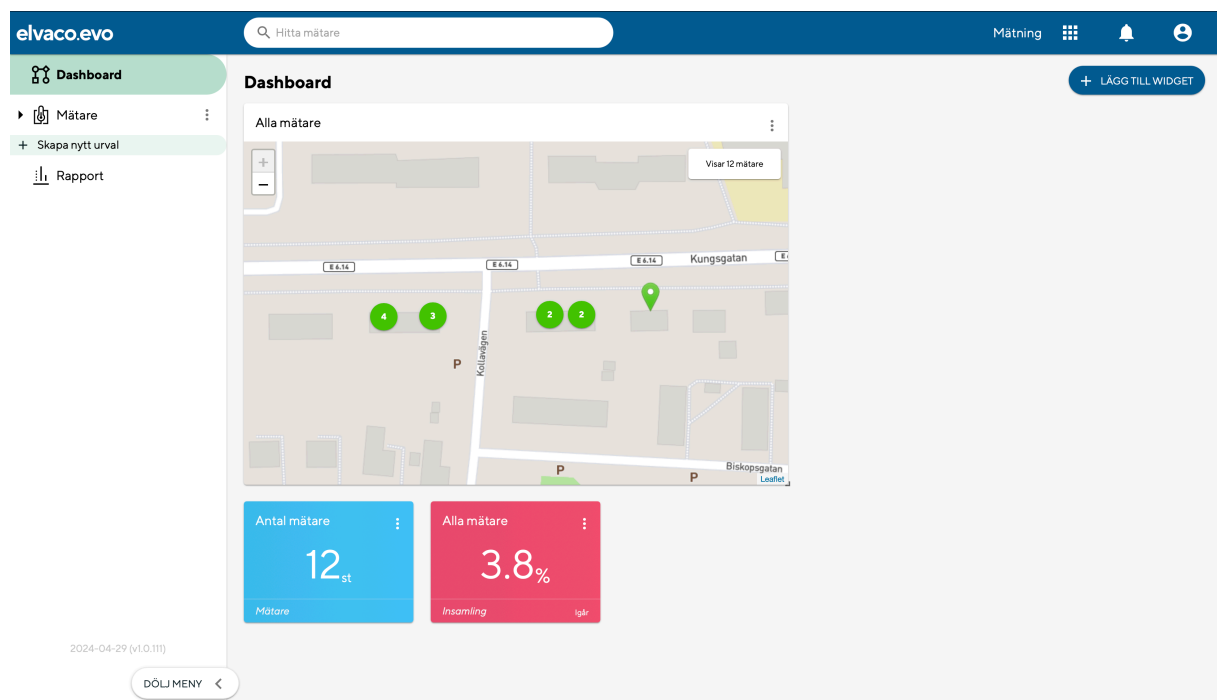 elvaco.evo
Hitta mätare
Mätning
Dashboard
Mätare
+ Skapa nytt urval
Rapport
Dashboard
+ LÄGG TILL WIDGET
Alla mätare
+
−
Visar 12 mätare
E 6.14
E 6.14
E 6.14
Kungsgatan
4
3
2
2
Kollavägen
P
P
P
Biskopsgatan
Leaflet
Antal mätare
12 st
Mätare
Alla mätare
3.8%
Insamling
Igår
2024-04-29 (v1.0.111)
DÖLJ MENY